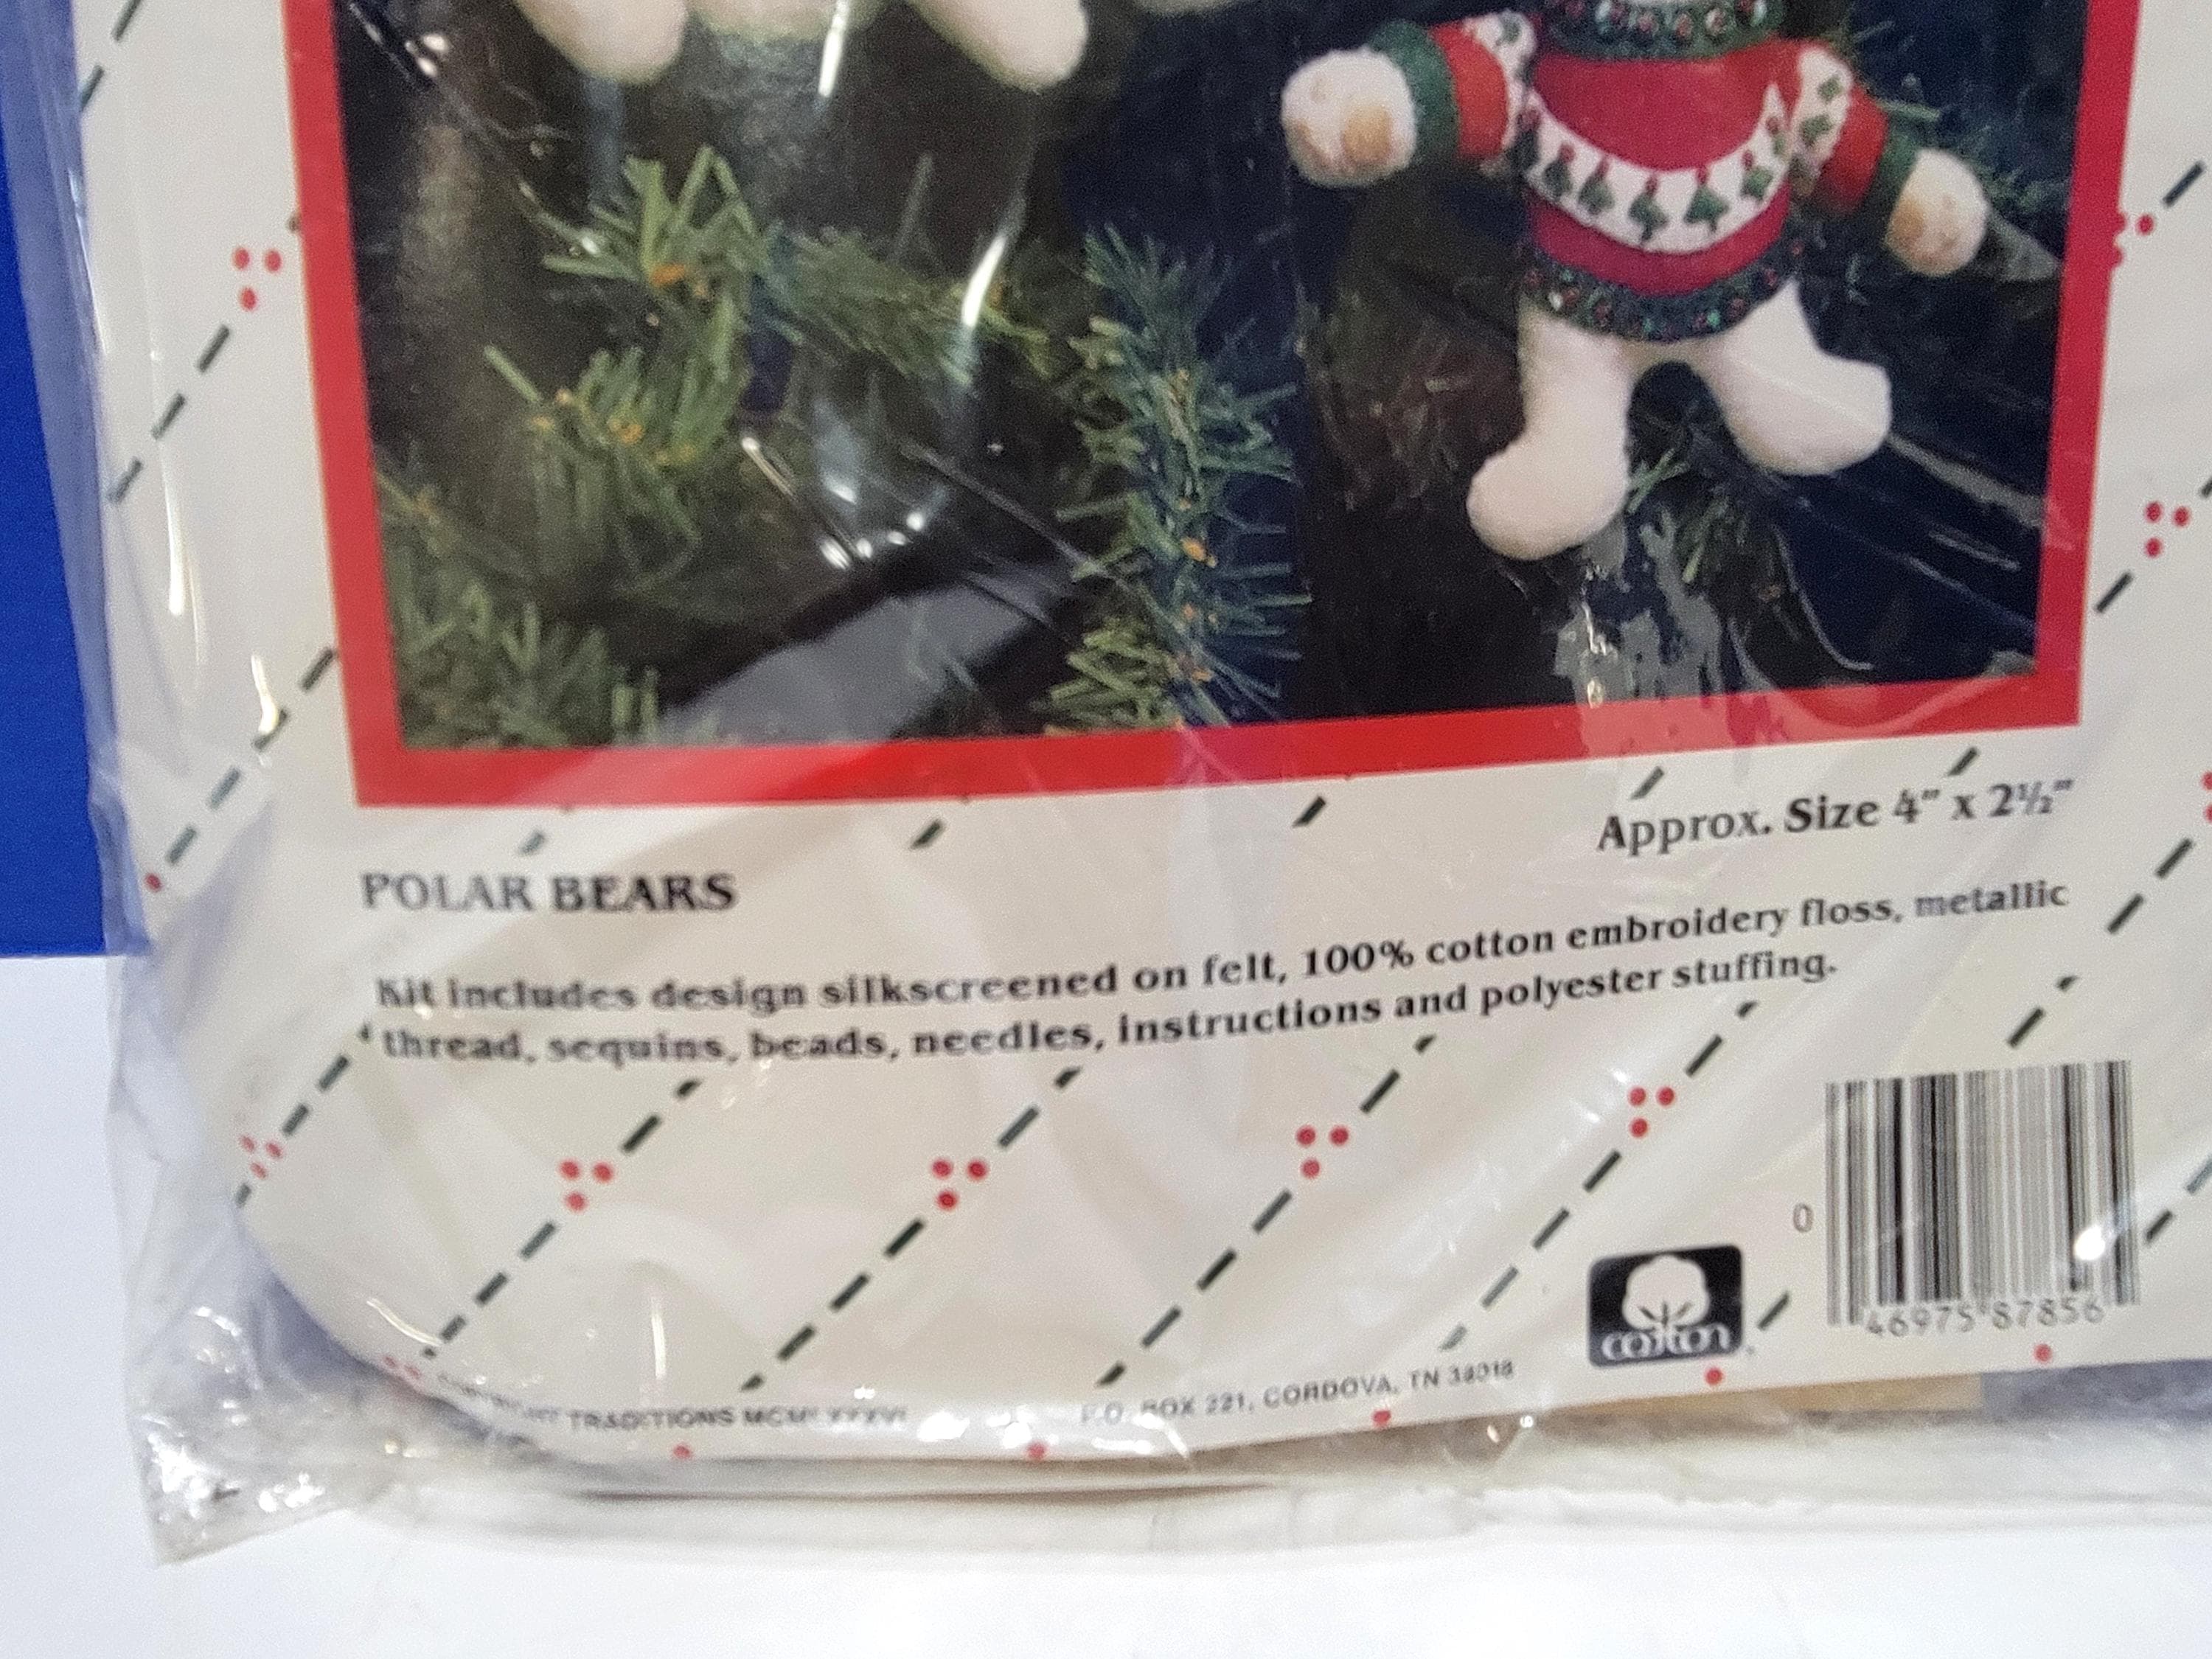 Approx. Size 4" x 2½"
POLAR BEARS
Kit includes design silkscreened on felt, 100% cotton embroidery floss, metallic
thread, sequins, beads, needles, instructions and polyester stuffing.
0
46975 87856
cotton
TRADITIONS
P.O. BOX 221, CORDOVA, TN 38018